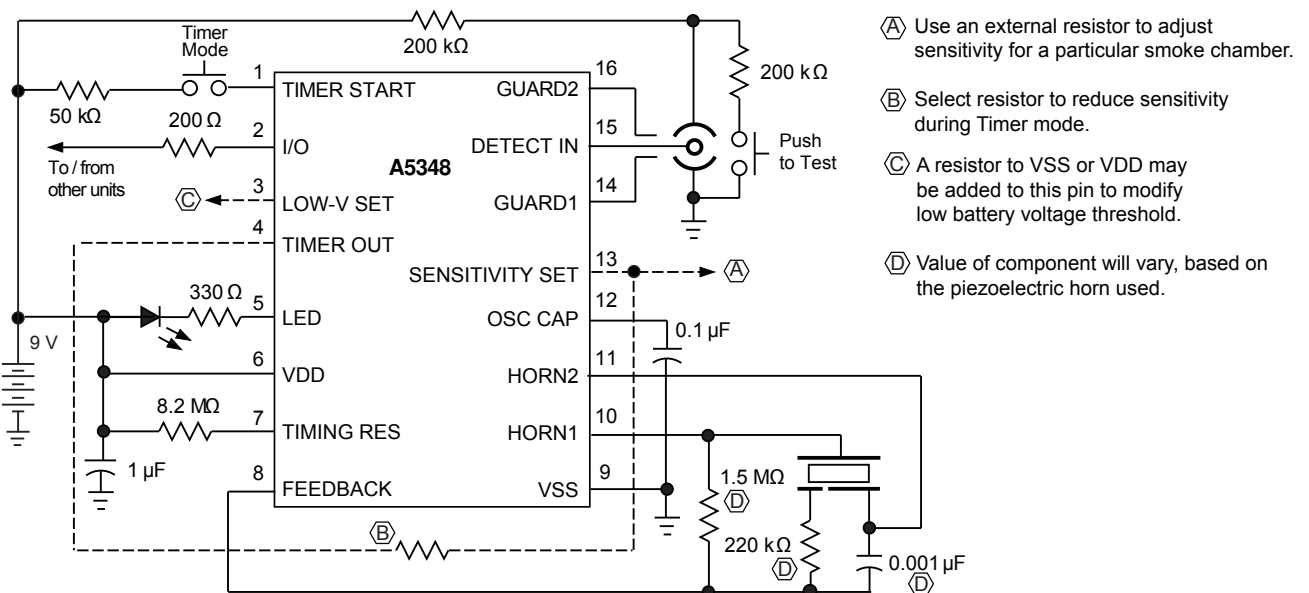 200 kΩ
Timer
Mode
50 kΩ
200 Ω
To / from
other units
C
330 Ω
9 V
8.2 MΩ
1 µF
1
TIMER START
2
I/O
3
LOW-V SET
4
TIMER OUT
5
LED
6
VDD
7
TIMING RES
8
FEEDBACK
A5348
16
GUARD2
15
DETECT IN
14
GUARD1
13
SENSITIVITY SET
12
OSC CAP
11
HORN2
10
HORN1
9
VSS
200 kΩ
Push
to Test
A
0.1 µF
B
1.5 MΩ
D
220 kΩ
D
0.001 µF
D
A Use an external resistor to adjust
sensitivity for a particular smoke chamber.
B Select resistor to reduce sensitivity
during Timer mode.
C A resistor to VSS or VDD may
be added to this pin to modify
low battery voltage threshold.
D Value of component will vary, based on
the piezoelectric horn used.